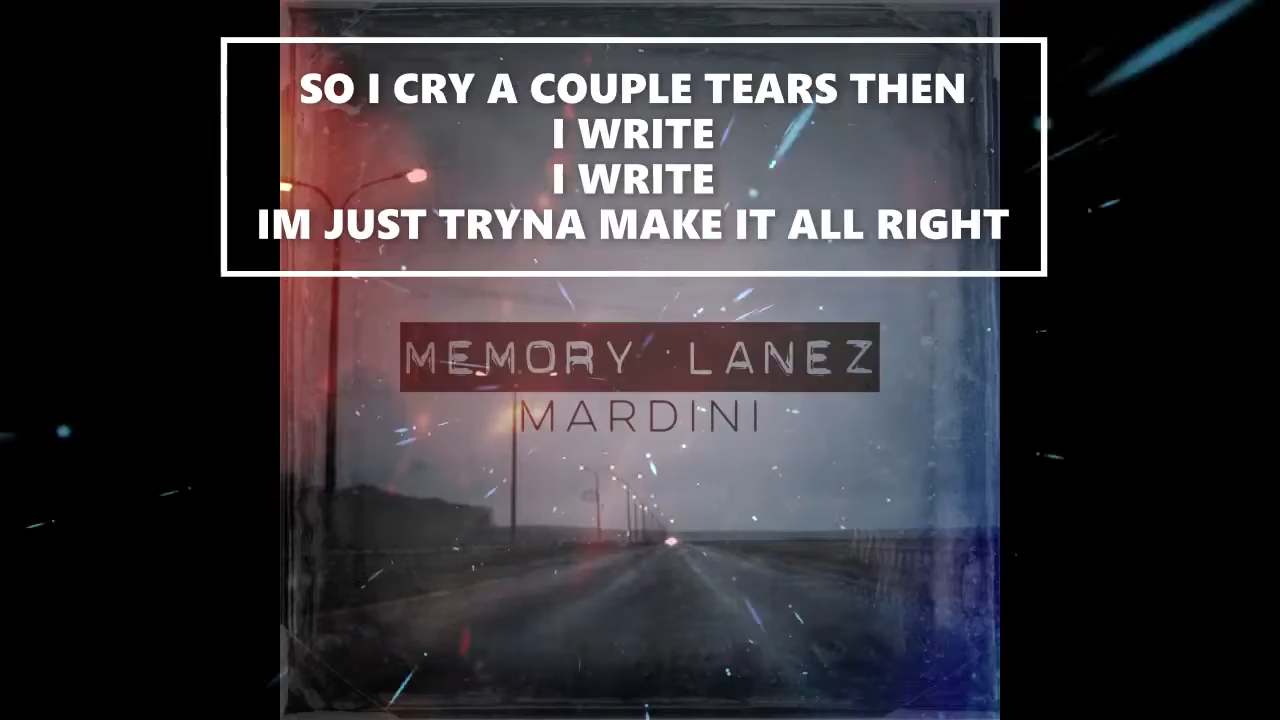 SO I CRY A COUPLE TEARS THEN
I WRITE
I WRITE
IM JUST TRYNA MAKE IT ALL RIGHT
MEMORY LANEZ
MARDINI